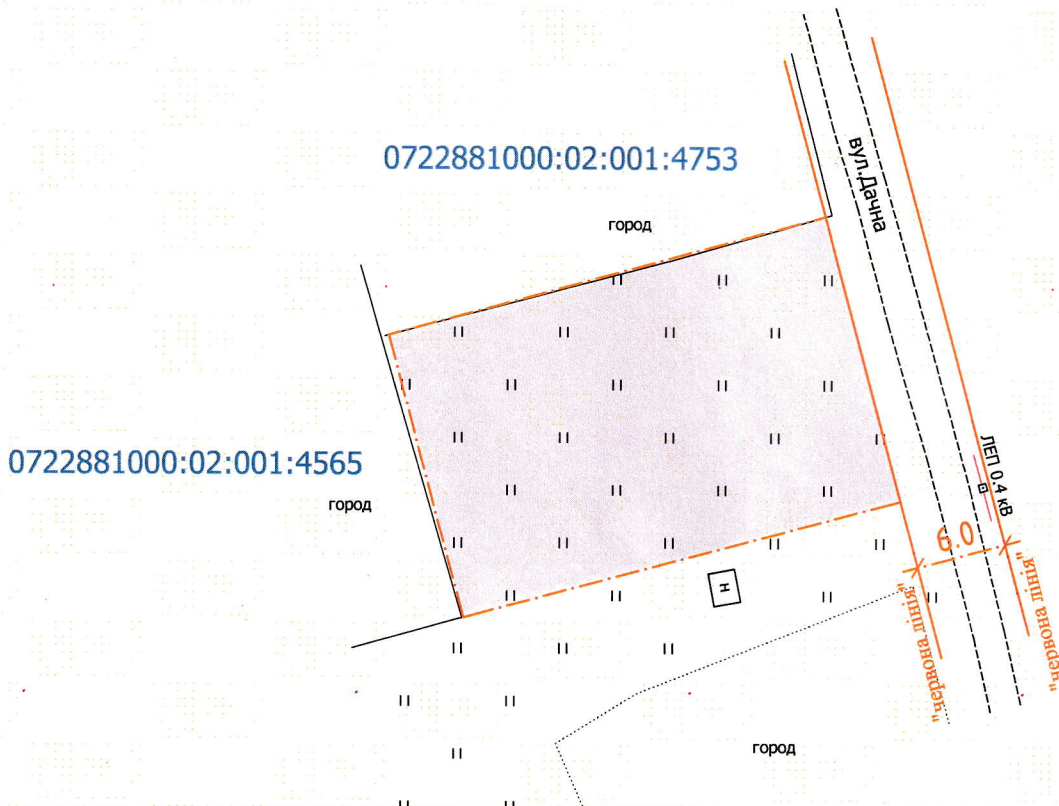 0722881000:02:001:4753
вул.Дачна
город
0722881000:02:001:4565
город
ЛЕП 0.4 кВ
6.0
Н
"червона лінія"
"червона лінія"
город